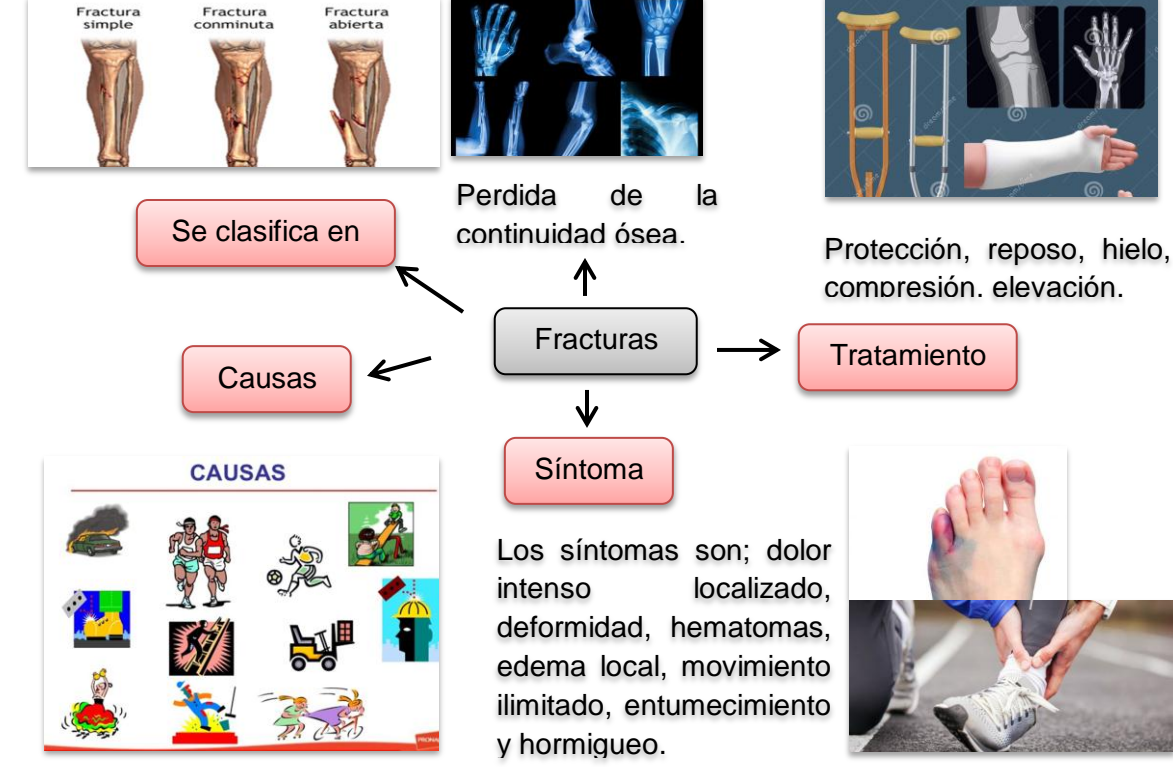 Fractura simple
Fractura conminuta
Fractura abierta
Perdida de la
continuidad ósea.
Se clasifica en
Protección, reposo, hielo,
compresión, elevación.
Fracturas
Causas
Tratamiento
Síntoma
CAUSAS
Los síntomas son; dolor
intenso localizado,
deformidad, hematomas,
edema local, movimiento
ilimitado, entumecimiento
y hormigueo.